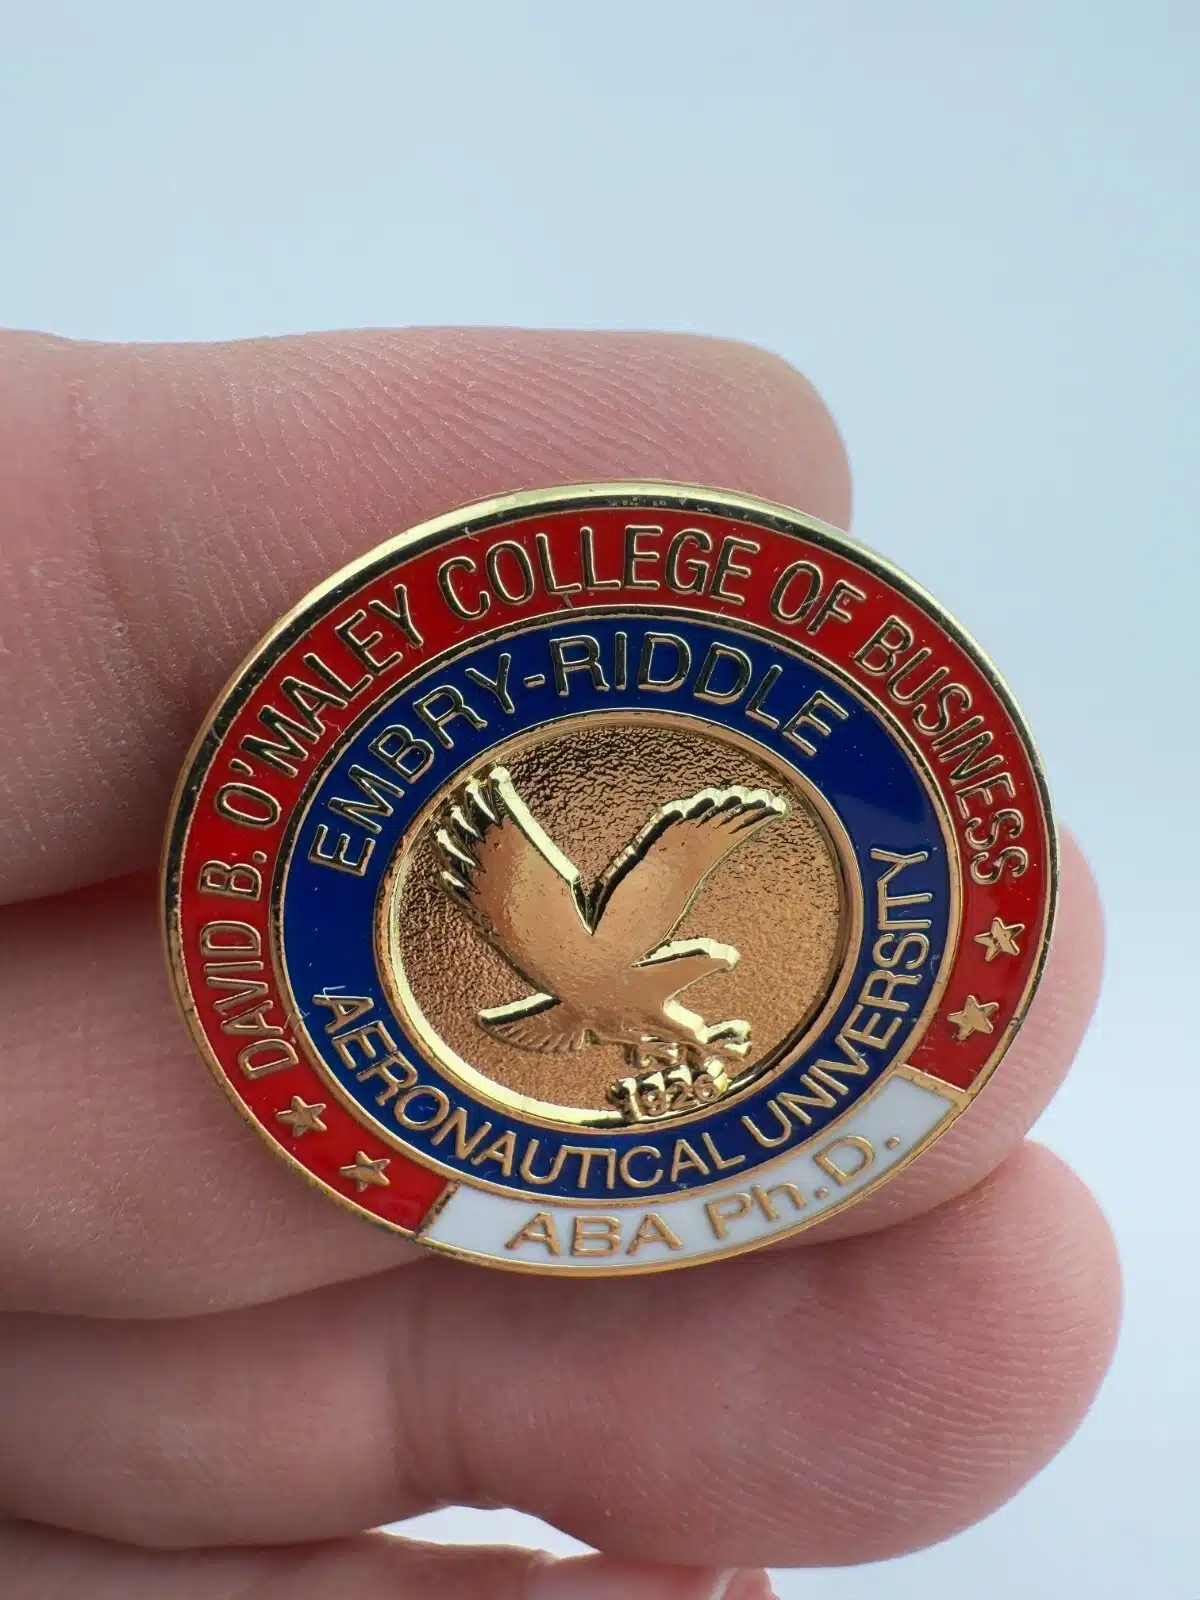 DAVID B. O'MALEY COLLEGE OF BUSINESS
EMBRY-RIDDLE
AERONAUTICAL UNIVERSITY
1926
ABA Ph.D.